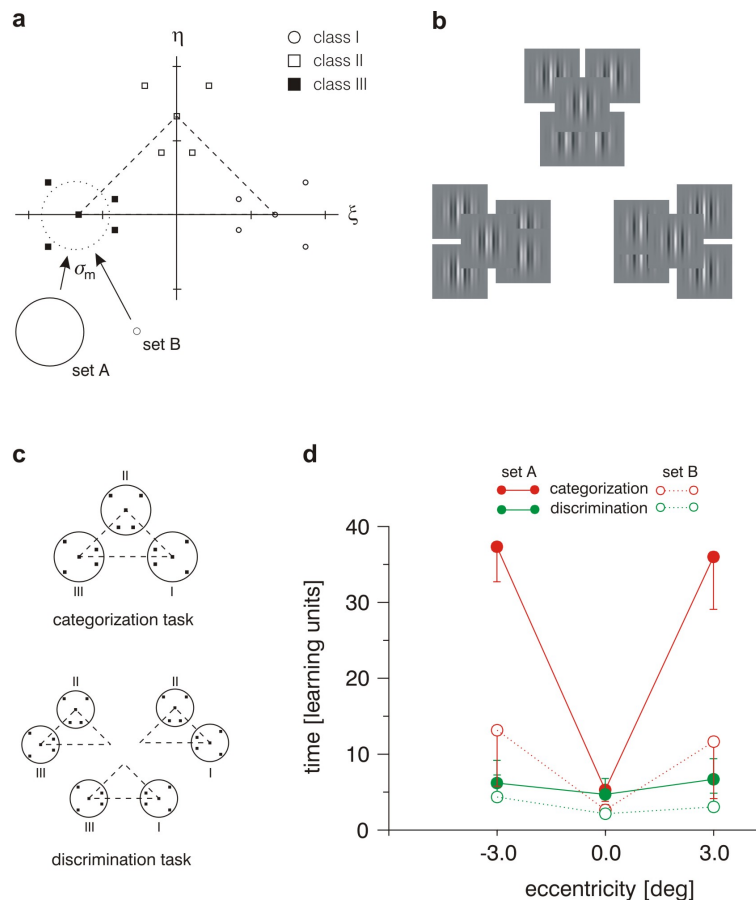 a
η
class I
class II
class III
ξ
σm
set A
set B
b
c
II
III
I
categorization task
II
III
II
I
III
I
discrimination task
d
set A set B
categorization
discrimination
time [learning units]
40
30
20
10
0
-3.0 0.0 3.0
eccentricity [deg]